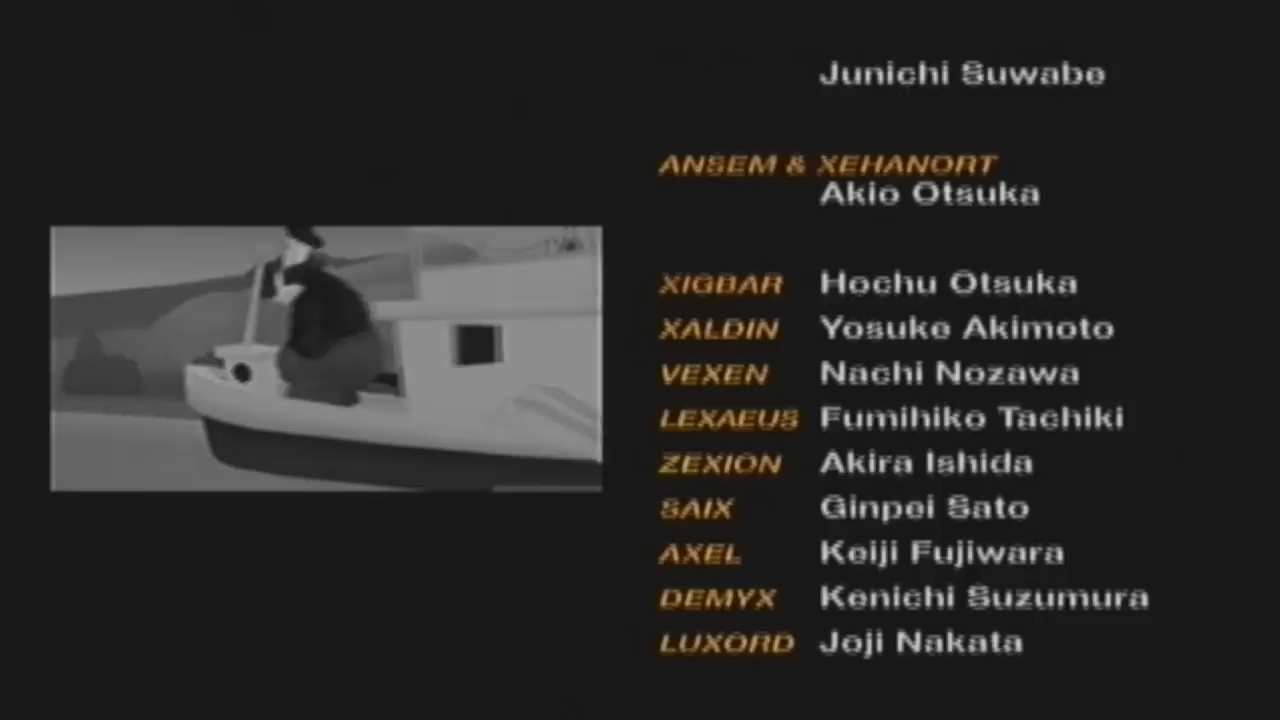 Junichi Suwabe
ANSEM & XEHANORT
Akio Otsuka
XIGBAR Hochu Otsuka
XALDIN Yosuke Akimoto
VEXEN Nachi Nozawa
LEXAEUS Fumihiko Tachiki
ZEXION Akira Ishida
SAIX Ginpei Sato
AXEL Keiji Fujiwara
DEMYX Kenichi Suzumura
LUXORD Joji Nakata